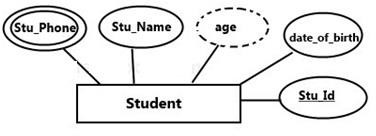 Stu_Phone
Stu_Name
age
date_of_birth
Stu_Id
Student